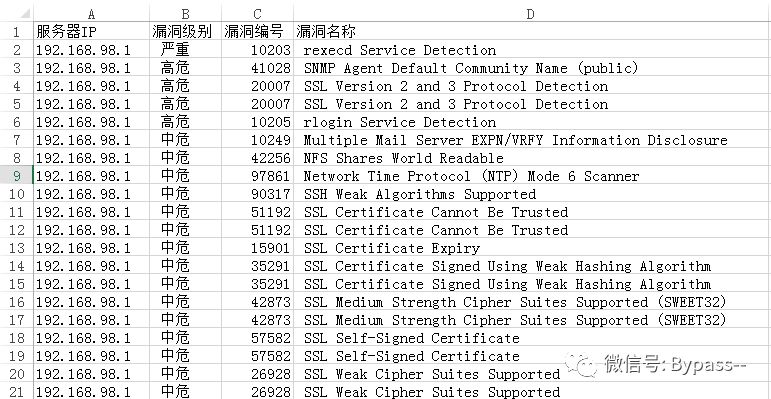 A B C D
1 服务器IP 漏洞级别 漏洞编号 漏洞名称
2 192.168.98.1 严重 10203 rexecd Service Detection
3 192.168.98.1 高危 41028 SNMP Agent Default Community Name (public)
4 192.168.98.1 高危 20007 SSL Version 2 and 3 Protocol Detection
5 192.168.98.1 高危 20007 SSL Version 2 and 3 Protocol Detection
6 192.168.98.1 高危 10205 rlogin Service Detection
7 192.168.98.1 中危 10249 Multiple Mail Server EXPN/VRFY Information Disclosure
8 192.168.98.1 中危 42256 NFS Shares World Readable
9 192.168.98.1 中危 97861 Network Time Protocol (NTP) Mode 6 Scanner
10 192.168.98.1 中危 90317 SSH Weak Algorithms Supported
11 192.168.98.1 中危 51192 SSL Certificate Cannot Be Trusted
12 192.168.98.1 中危 51192 SSL Certificate Cannot Be Trusted
13 192.168.98.1 中危 15901 SSL Certificate Expiry
14 192.168.98.1 中危 35291 SSL Certificate Signed Using Weak Hashing Algorithm
15 192.168.98.1 中危 35291 SSL Certificate Signed Using Weak Hashing Algorithm
16 192.168.98.1 中危 42873 SSL Medium Strength Cipher Suites Supported (SWEET32)
17 192.168.98.1 中危 42873 SSL Medium Strength Cipher Suites Supported (SWEET32)
18 192.168.98.1 中危 57582 SSL Self-Signed Certificate
19 192.168.98.1 中危 57582 SSL Self-Signed Certificate
20 192.168.98.1 中危 26928 SSL Weak Cipher Suites Supported
21 192.168.98.1 中危 26928 SSL Weak Cipher Suites Supported
微信号: Bypass--